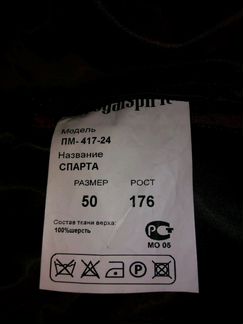 Модель
ПМ- 417-24
Название
СПАРТА
РАЗМЕР РОСТ
50 176
Состав ткани верха:
100%шерсть
МО 05